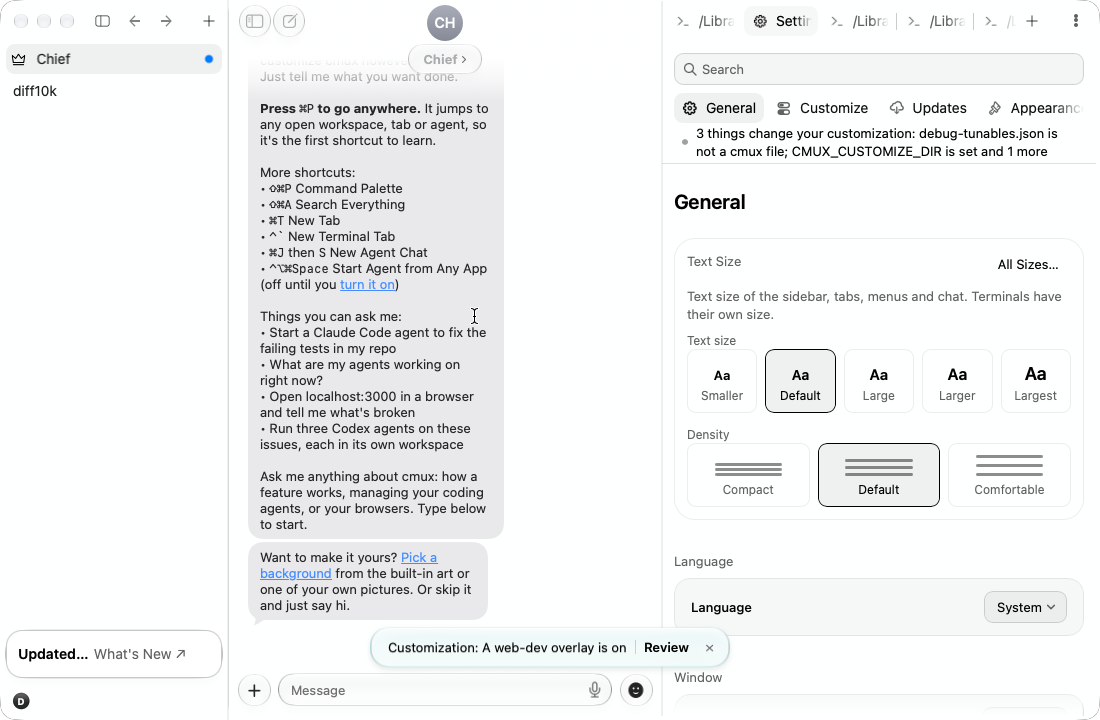 Chief
diff10k
Updated...
What's New ↗
D
CH
Chief >
Just tell me what you want done.
Press ⌘P to go anywhere. It jumps to
any open workspace, tab or agent, so
it's the first shortcut to learn.
More shortcuts:
• ⇧⌘P Command Palette
• ⇧⌘A Search Everything
• ⌘T New Tab
• ^` New Terminal Tab
• ⌘J then S New Agent Chat
• ^⌥⌘Space Start Agent from Any App
(off until you turn it on)
Things you can ask me:
• Start a Claude Code agent to fix the
failing tests in my repo
• What are my agents working on
right now?
• Open localhost:3000 in a browser
and tell me what's broken
• Run three Codex agents on these
issues, each in its own workspace
Ask me anything about cmux: how a
feature works, managing your coding
agents, or your browsers. Type below
to start.
Want to make it yours? Pick a
background from the built-in art or
one of your own pictures. Or skip it
and just say hi.
Customization: A web-dev overlay is on
Review
Message
/Libra
Settin
/Libra
/Libra
Search
General
Customize
Updates
Appearanc
3 things change your customization: debug-tunables.json is
not a cmux file; CMUX_CUSTOMIZE_DIR is set and 1 more
General
Text Size
All Sizes...
Text size of the sidebar, tabs, menus and chat. Terminals have
their own size.
Text size
Aa Aa Aa Aa Aa
Smaller Default Large Larger Largest
Density
Compact Default Comfortable
Language
Language
System
Window